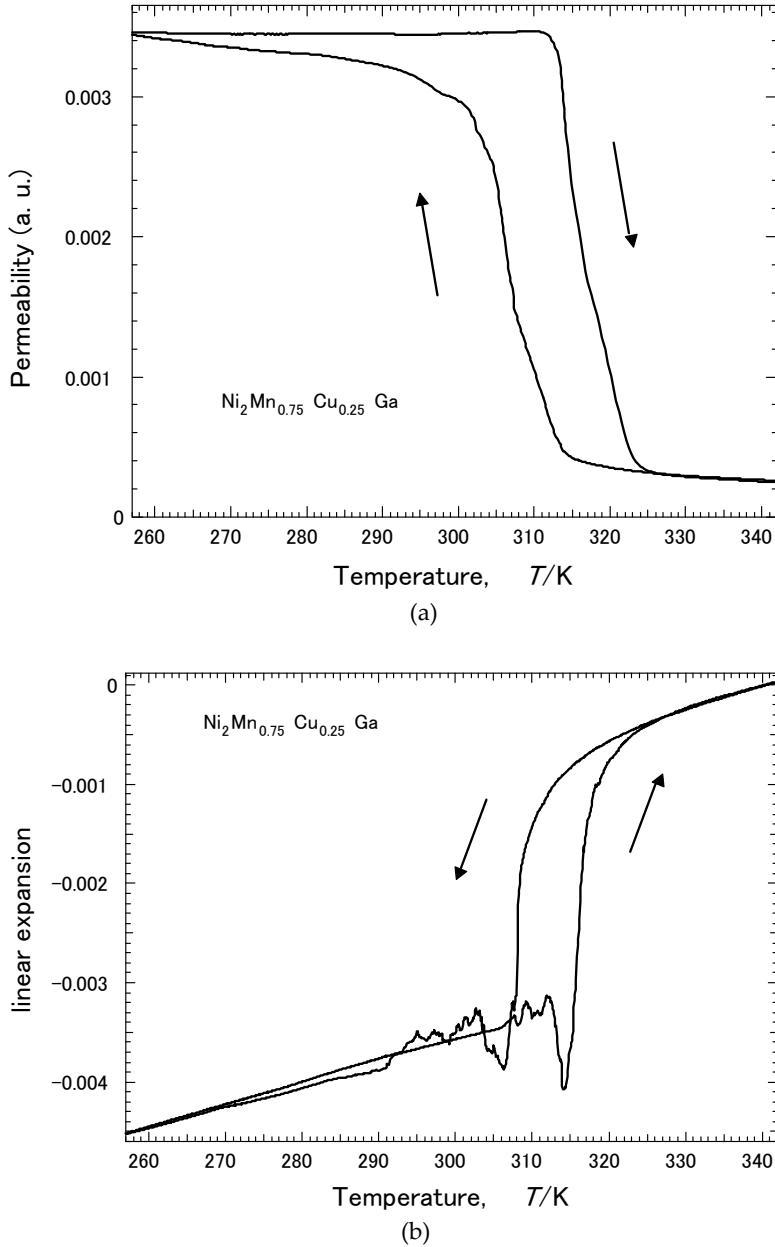 0.003
0.002
0.001
0
Permeability (a. u.)
Ni₂Mn₀.₇₅ Cu₀.₂₅ Ga
260 270 280 290 300 310 320 330 340
Temperature, T/K
(a)
0
−0.001
−0.002
−0.003
−0.004
linear expansion
Ni₂Mn₀.₇₅ Cu₀.₂₅ Ga
260 270 280 290 300 310 320 330 340
Temperature, T/K
(b)